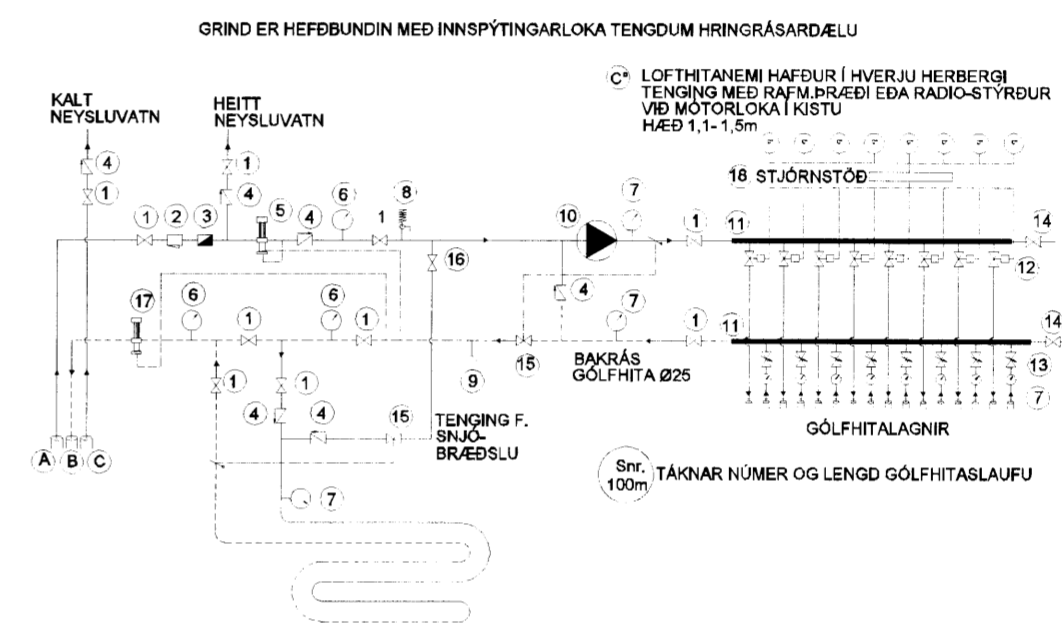 GRIND ER HEFÐBUNDIN MEÐ INNSPÝTINGARLOKA TENGDUM HRINGRÁSARDÆLU
C° LOFTHITANEMI HAFÐUR Í HVERJU HERBERGI
TENGING MEÐ RAFM.ÞRÆÐI EÐA RADIO-STÝRÐUR
VIÐ MÓTORLOKA Í KISTU
HÆÐ 1,1- 1,5m
KALT
NEYSLUVATN
HEITT
NEYSLUVATN
4
1
1
4
18 STJÓRNSTÖÐ
1 2 3 5 4 6 1 8 10 7 1 11 14
16
12
17 6 1 6 1 4 7 1 11 14
15
9
BAKRÁS
GÓLFHITA Ø25
13
7
1 1
4 4 15
TENGING F.
SNJÓ-
BRÆÐSLU
GÓLFHITALAGNIR
A B C
7
Snr.
100m
TÁKNAR NÚMER OG LENGD GÓLFHITASLAUFU